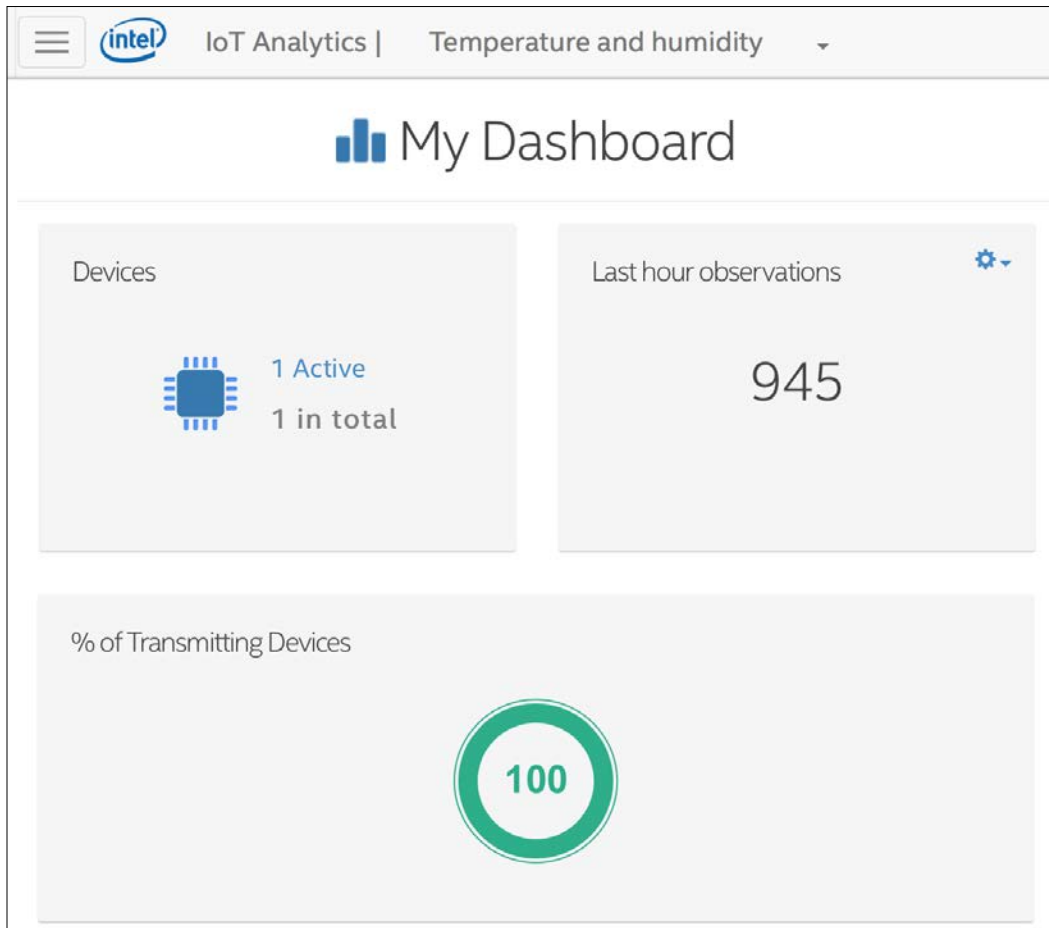 intel IoT Analytics | Temperature and humidity
My Dashboard
Devices
1 Active
1 in total
Last hour observations
945
% of Transmitting Devices
100